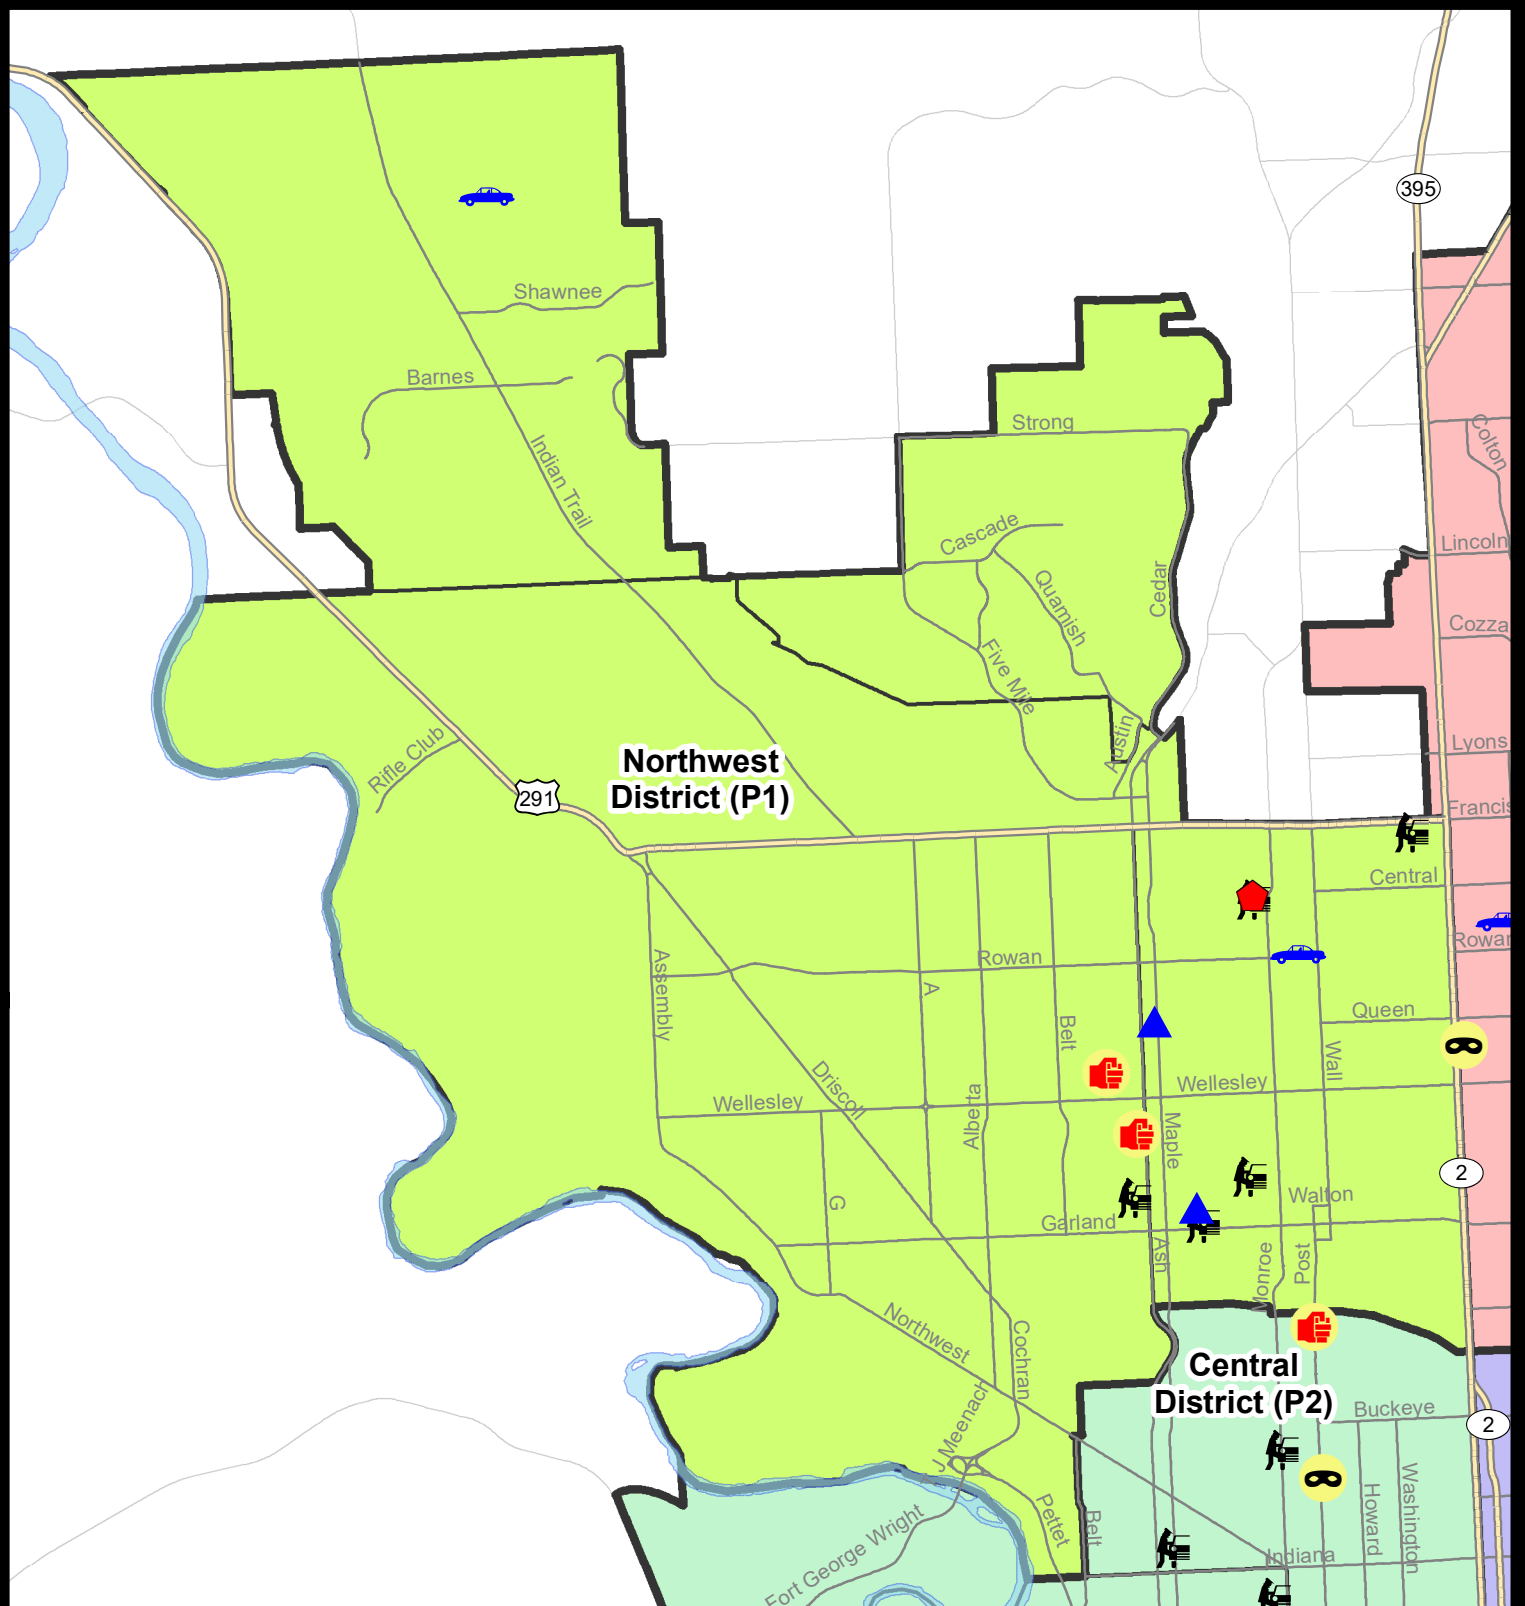 395
Shawnee
Barnes
Strong
Colton
Indian Trail
Cascade
Lincoln
Quamish
Cedar
Cozza
Five Mile
Austin
Lyons
Rifle Club
Northwest
District (P1)
291
Francis
Central
Rowan
Rowan
Assembly
A
Belt
Queen
Wall
Driscoll
Wellesley
Wellesley
Alberta
Maple
2
G
Walton
Garland
Ash
Monroe
Post
Northwest
Cochran
Central
District (P2)
Buckeye
2
J Meenach
Washington
Howard
Pettet
Belt
Fort George Wright
Indiana